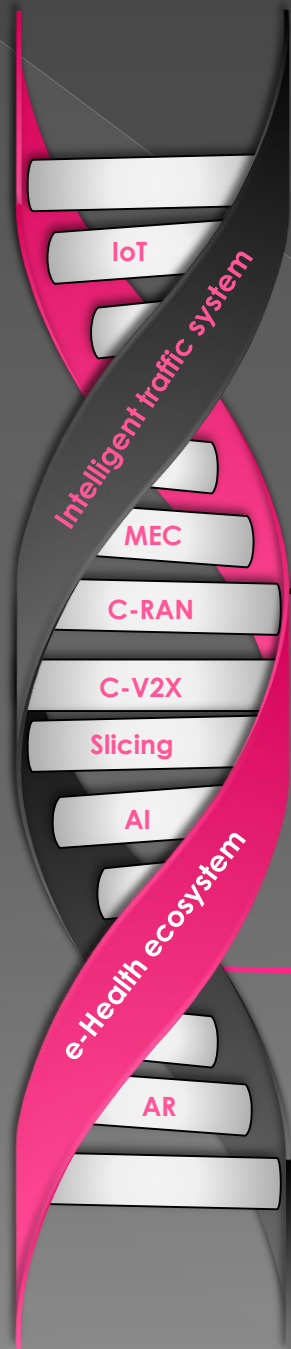 IoT
Intelligent traffic system
MEC
C-RAN
C-V2X
Slicing
AI
e-Health ecosystem
AR